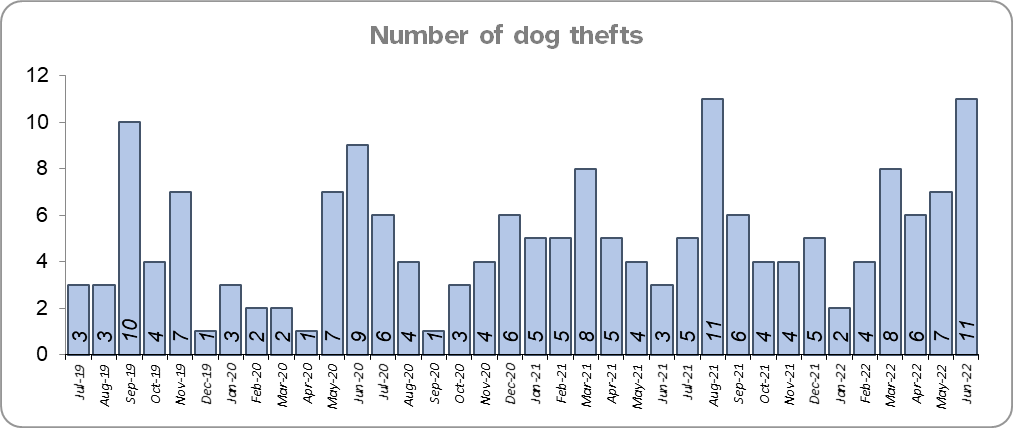 Number of dog thefts
12
10
8
6
4
2
0
3 3 10 4 7 1 3 2 2 1 7 9 6 4 1 3 4 6 5 5 8 5 4 3 5 11 6 4 4 5 2 4 8 6 7 11
Jul-19 Aug-19 Sep-19 Oct-19 Nov-19 Dec-19 Jan-20 Feb-20 Mar-20 Apr-20 May-20 Jun-20 Jul-20 Aug-20 Sep-20 Oct-20 Nov-20 Dec-20 Jan-21 Feb-21 Mar-21 Apr-21 May-21 Jun-21 Jul-21 Aug-21 Sep-21 Oct-21 Nov-21 Dec-21 Jan-22 Feb-22 Mar-22 Apr-22 May-22 Jun-22